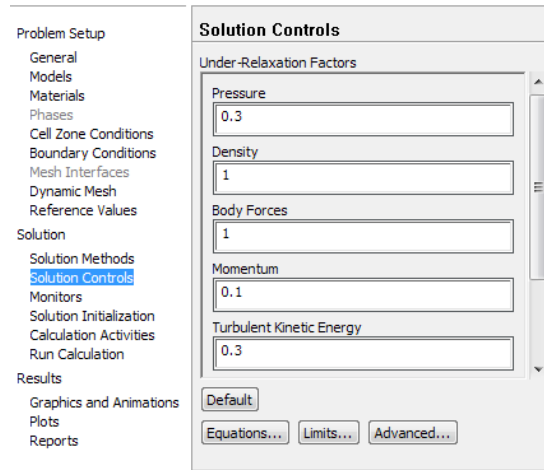 Problem Setup
General
Models
Materials
Phases
Cell Zone Conditions
Boundary Conditions
Mesh Interfaces
Dynamic Mesh
Reference Values
Solution
Solution Methods
Solution Controls
Monitors
Solution Initialization
Calculation Activities
Run Calculation
Results
Graphics and Animations
Plots
Reports
Solution Controls
Under-Relaxation Factors
Pressure
0.3
Density
1
Body Forces
1
Momentum
0.1
Turbulent Kinetic Energy
0.3
Default
Equations... Limits... Advanced...